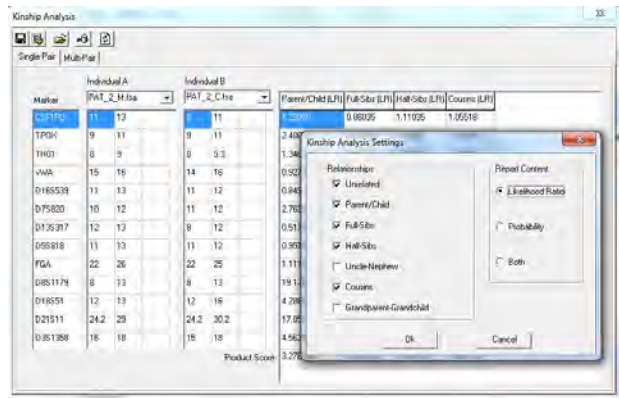 Kinship Analysis
Single Pair Multi-Pair
Individual A Individual B
Marker PAT_2_M.fsa PAT_2_C.fsa Parent/Child (LR) Full-Sibs (LR) Half-Sibs (LR) Cousins (LR)
CSF1PO 11 13 11 0.86035 1.11035 1.05518
TPOX 9 11 9 11
TH01 9 9.3
vWA 15 16 14 16
D16S539 11 13 11 12
D7S820 10 12 11 12
D13S317 12 13 12
D5S818 11 13 11 12
FGA 22 26 22 25
D8S1179 8 13 8 13
D18S51 12 13 12 16
D21S11 24.2 29 24.2 30.2
D3S1358 16 18 18
Product Score
Kinship Analysis Settings
Relationships
Unrelated
Parent/Child
Full-Sibs
Half-Sibs
Uncle-Nephew
Cousins
Grandparent-Grandchild
Report Content
Likelihood Ratio
Probability
Both
Ok Cancel